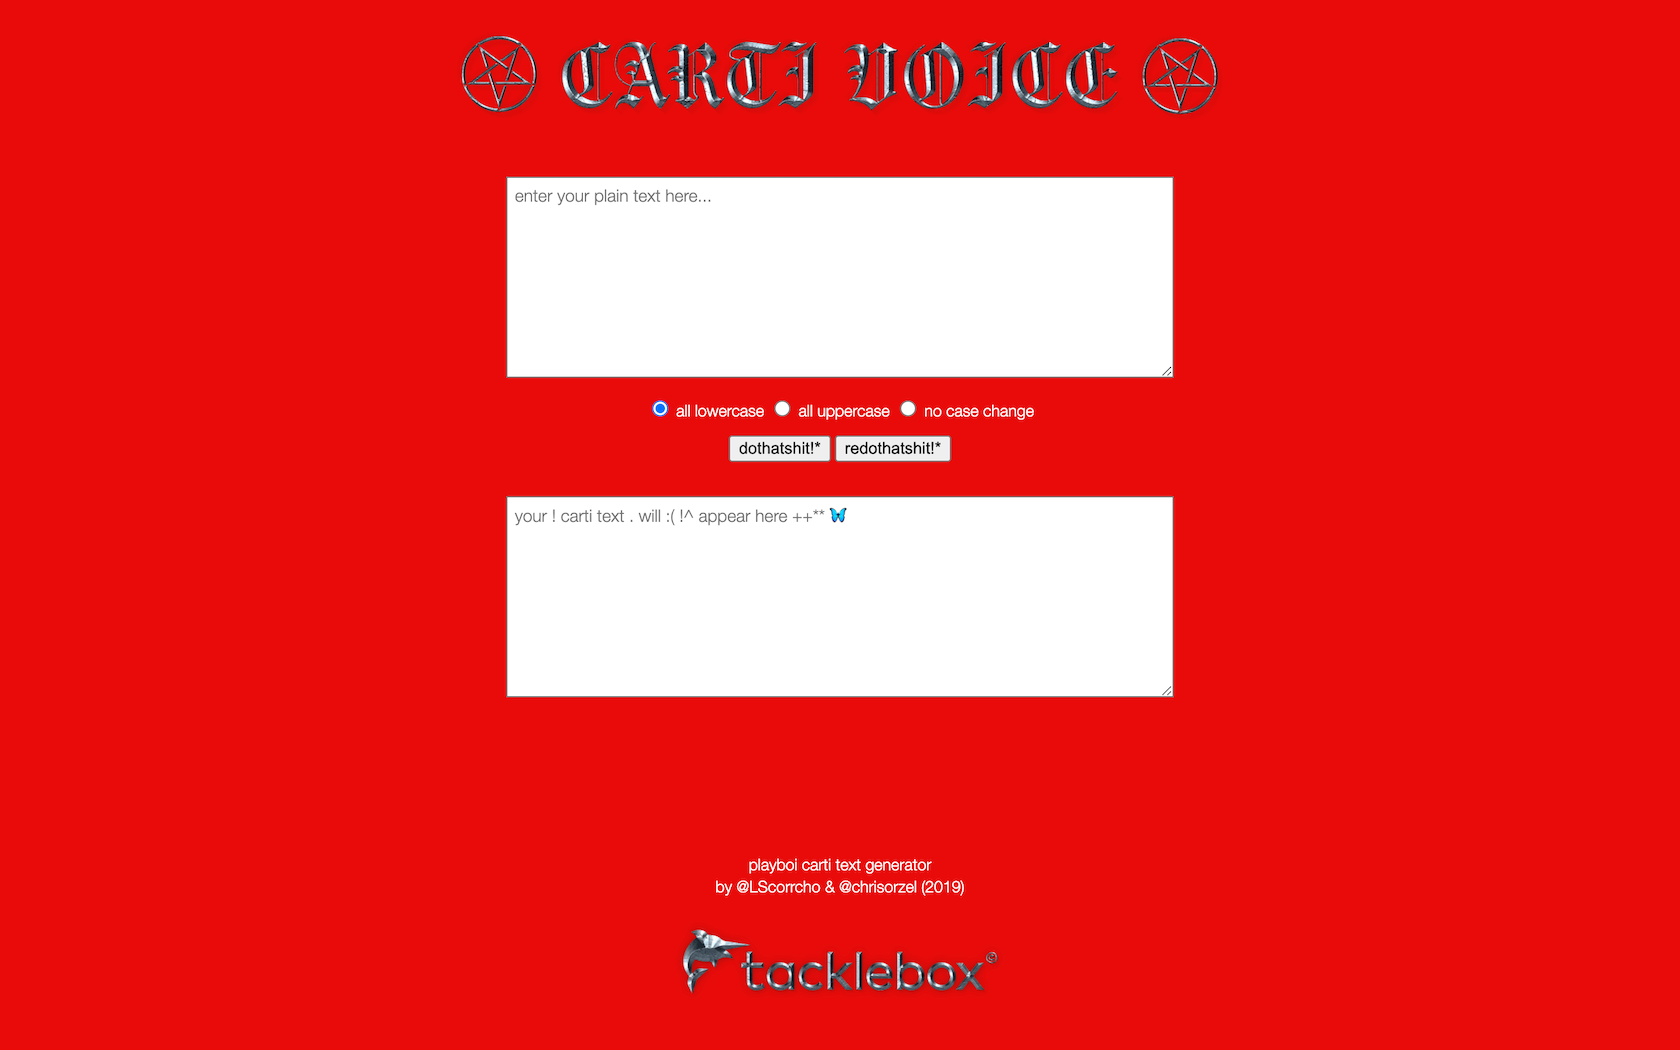 CARTI VOICE
enter your plain text here...
all lowercase all uppercase no case change
dothatshit!* redothatshit!*
your ! carti text . will :( !^ appear here ++** 🦋
playboi carti text generator
by @LScorrcho & @chrisorzel (2019)
tacklebox©